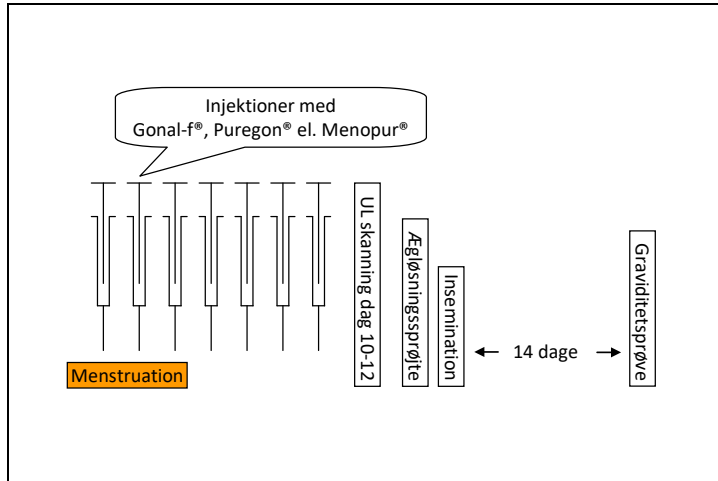 Injektioner med
Gonal-f®, Puregon® el. Menopur®
UL skanning dag 10-12
Ægløsningssprøjte
Insemination
Graviditetsprøve
14 dage
Menstruation